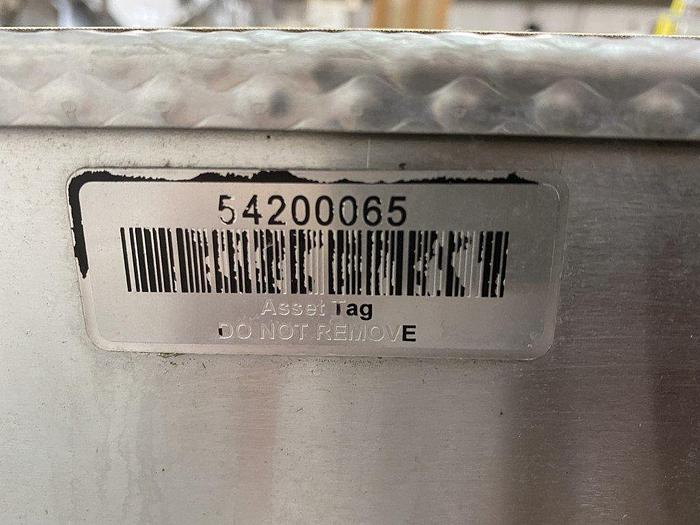 54200065
Asset Tag
DO NOT REMOVE